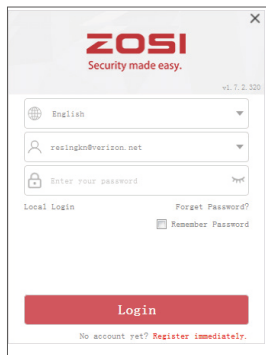 ZOSI
Security made easy.
v1.7.2.320
English
rezingkn@verizon.net
Enter your password
Local Login Forget Password?
Remember Password
Login
No account yet? Register immediately.